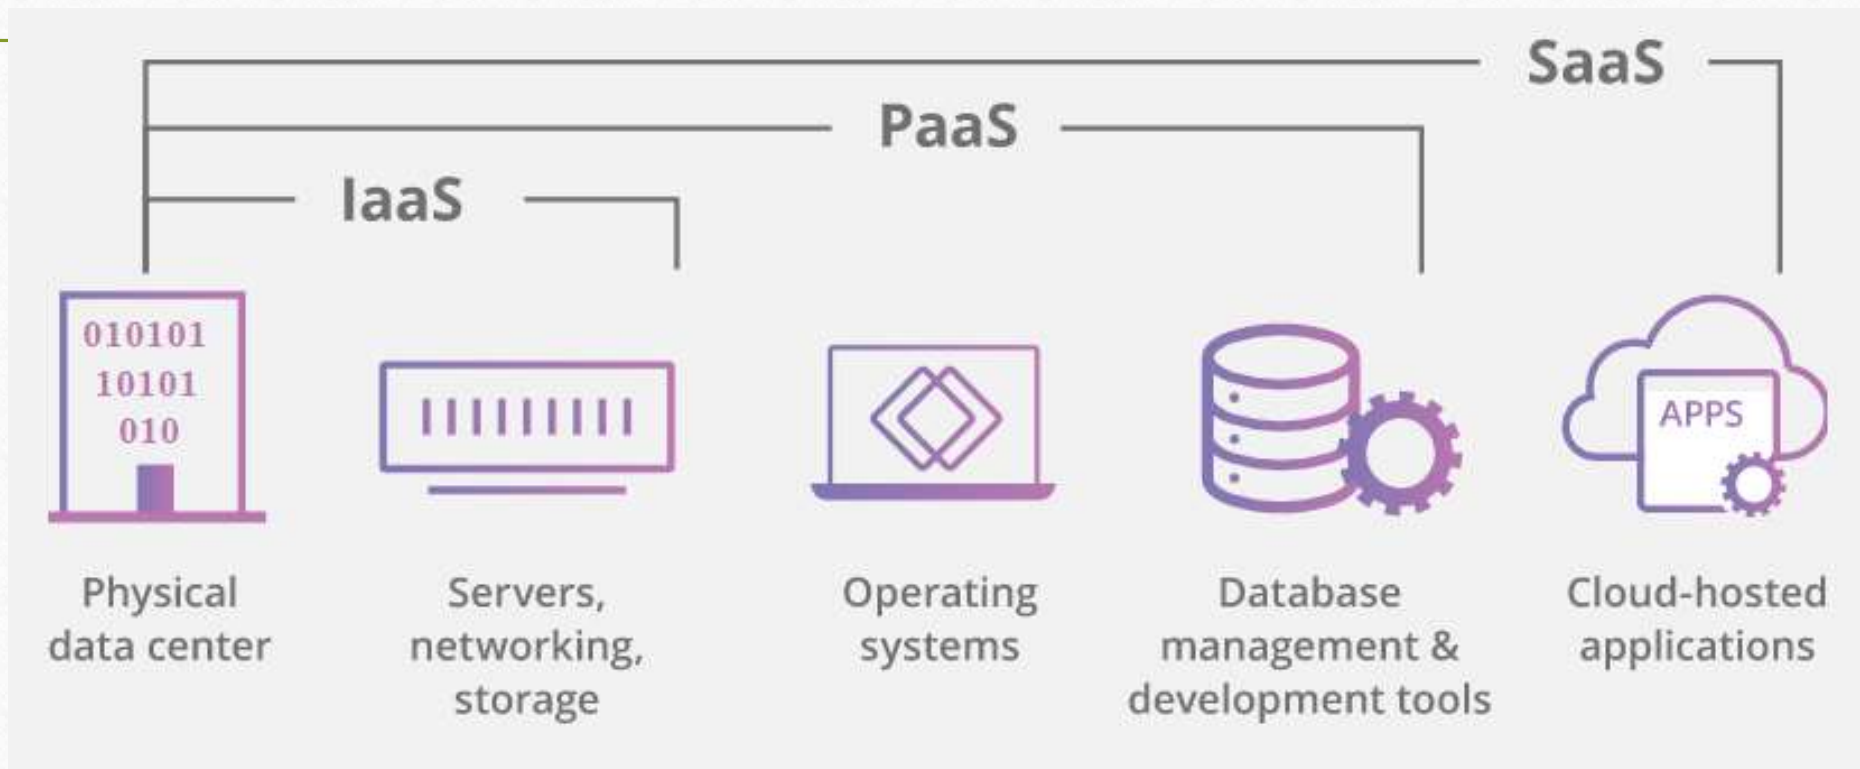 SaaS
PaaS
IaaS
010101
10101
010
APPS
Physical
data center
Servers,
networking,
storage
Operating
systems
Database
management &
development tools
Cloud-hosted
applications